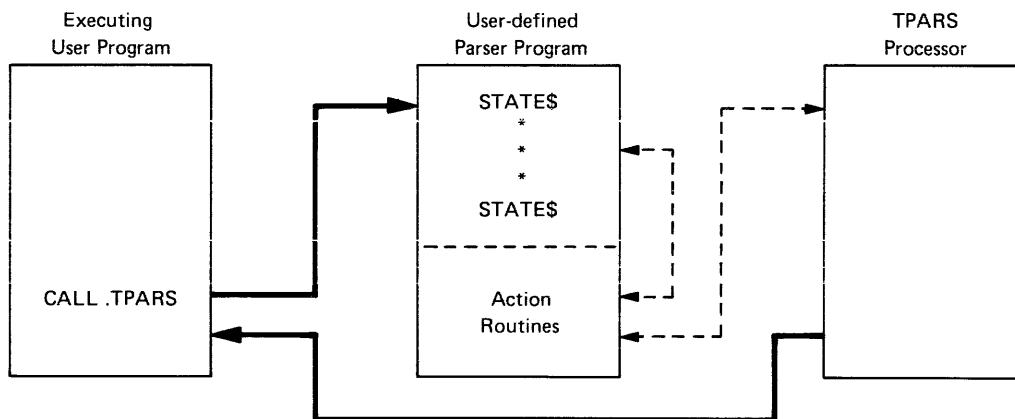 Executing
User Program
User-defined
Parser Program
TPARS
Processor
STATE$
*
*
*
STATE$
CALL .TPARS
Action
Routines